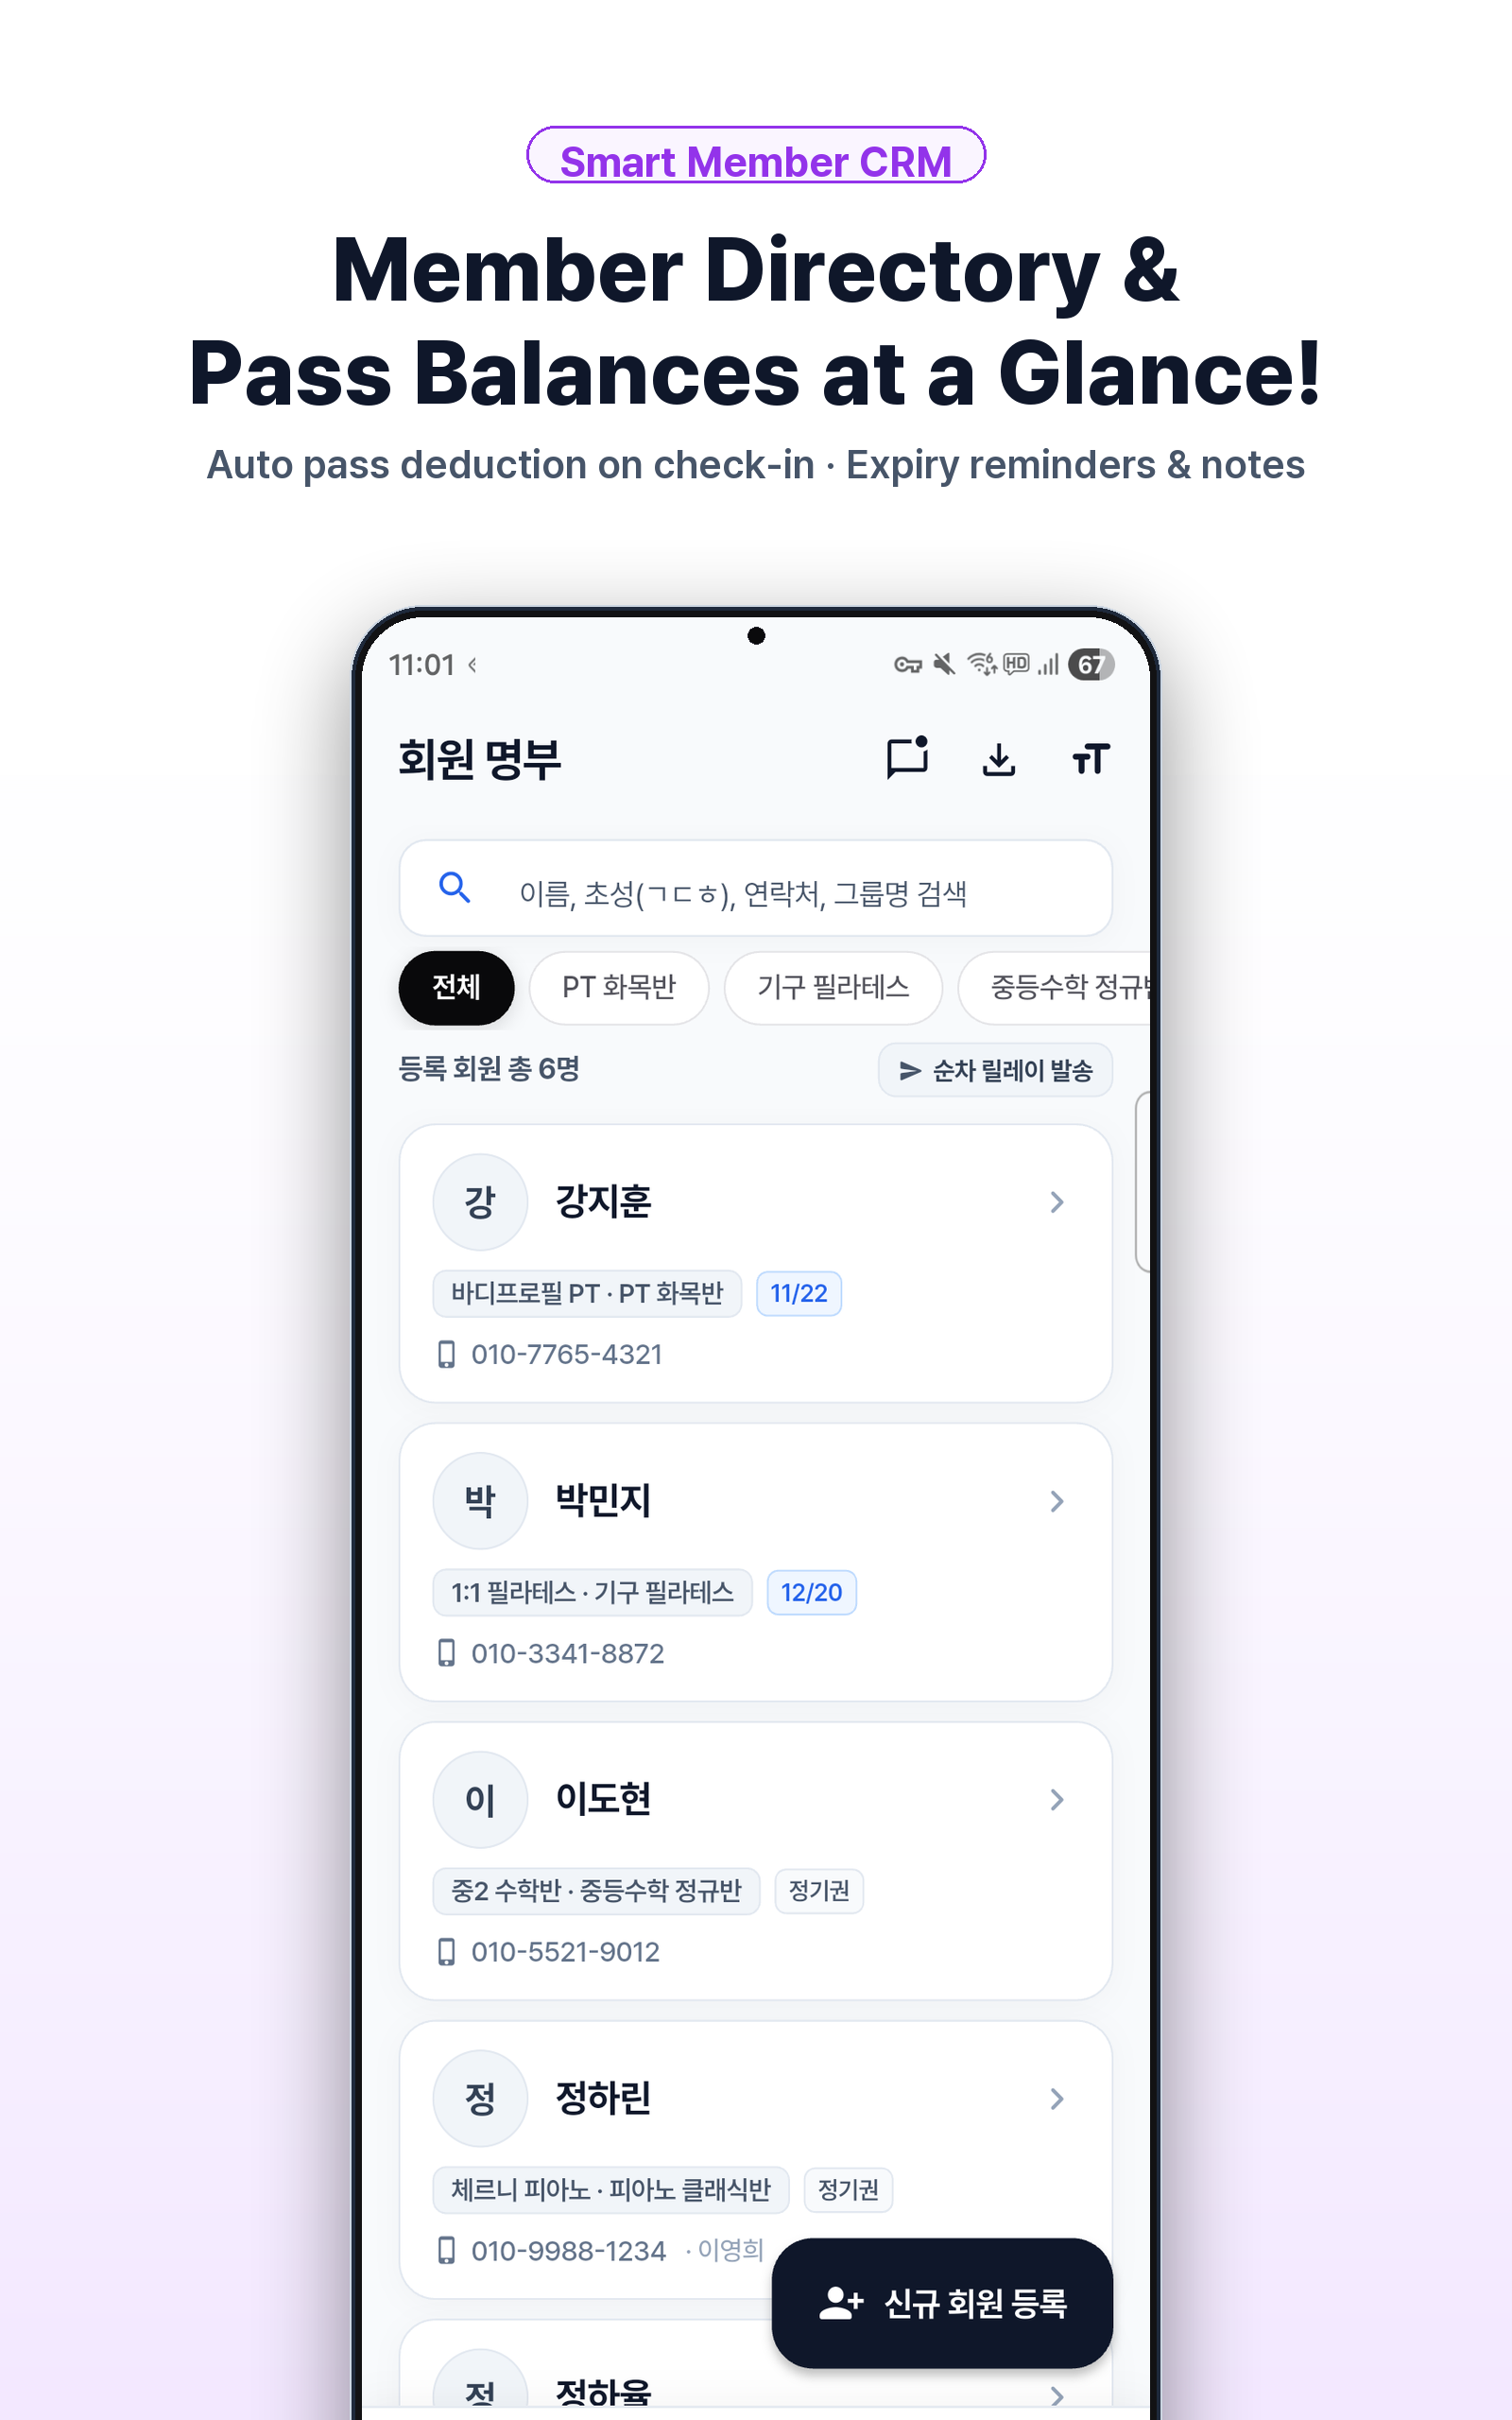 Smart Member CRM
Member Directory &
Pass Balances at a Glance!
Auto pass deduction on check-in · Expiry reminders & notes
11:01
HD 67
회원 명부
이름, 초성(ㄱㄷㅎ), 연락처, 그룹명 검색
전체 PT 화목반 기구 필라테스 중등수학 정규반
등록 회원 총 6명 순차 릴레이 발송
강 강지훈
바디프로필 PT · PT 화목반 11/22
010-7765-4321
박 박민지
1:1 필라테스 · 기구 필라테스 12/20
010-3341-8872
이 이도현
중2 수학반 · 중등수학 정규반 정기권
010-5521-9012
정 정하린
체르니 피아노 · 피아노 클래식반 정기권
010-9988-1234 · 이영희
신규 회원 등록
정 정하율